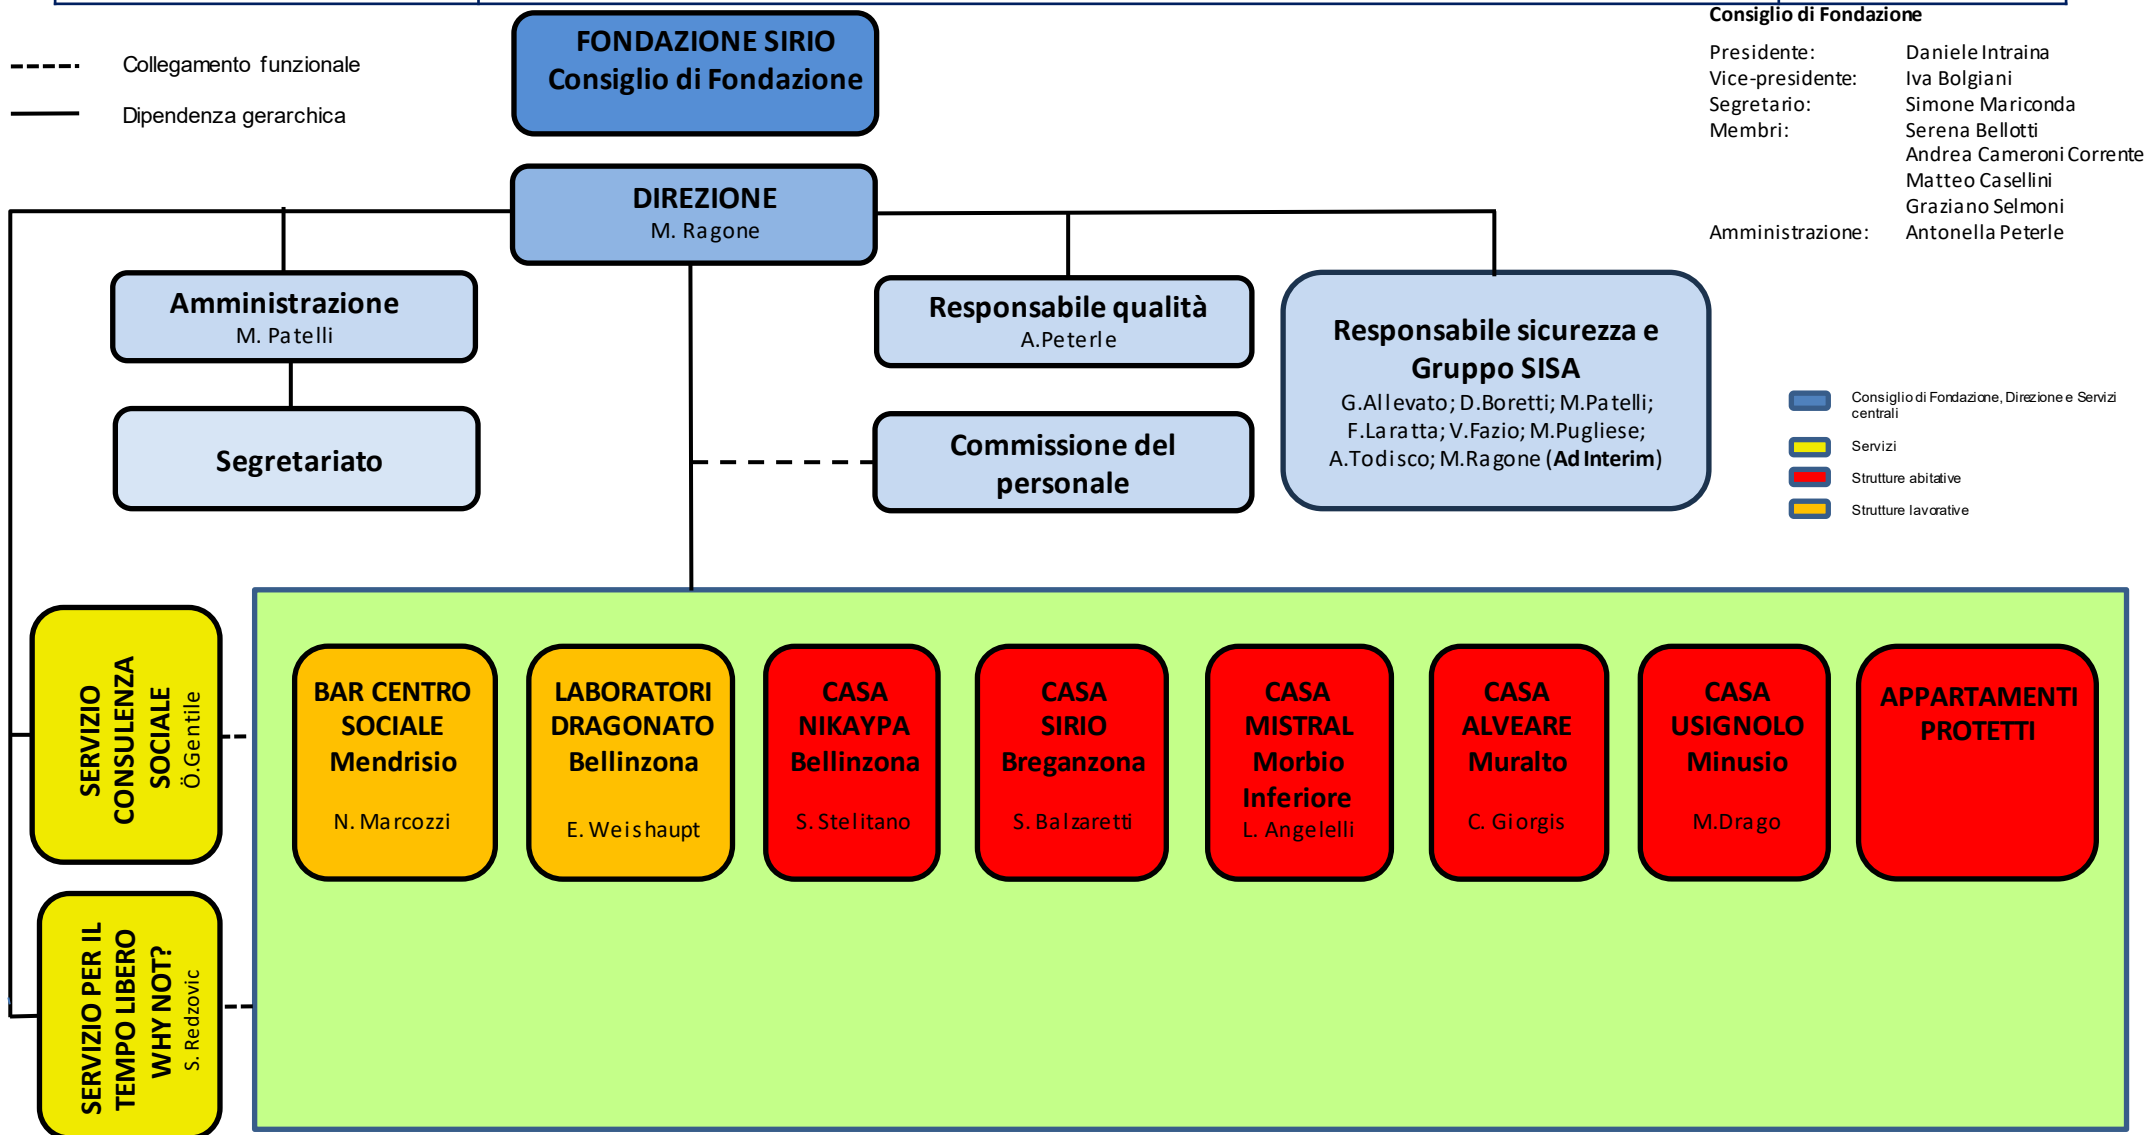 Collegamento funzionale
Dipendenza gerarchica
FONDAZIONE SIRIO
Consiglio di Fondazione
Consiglio di Fondazione
Presidente: Daniele Intraina
Vice-presidente: Iva Bolgiani
Segretario: Simone Mariconda
Membri: Serena Bellotti
Andrea Cameroni Corrente
Matteo Casellini
Graziano Selmoni
Amministrazione: Antonella Peterle
DIREZIONE
M. Ragone
Amministrazione
M. Patelli
Segretariato
Responsabile qualità
A.Peterle
Commissione del
personale
Responsabile sicurezza e
Gruppo SISA
G.Allevato; D.Boretti; M.Patelli;
F.Laratta; V.Fazio; M.Pugliese;
A.Todisco; M.Ragone (Ad Interim)
Consiglio di Fondazione, Direzione e Servizi
centrali
Servizi
Strutture abitative
Strutture lavorative
SERVIZIO
CONSULENZA
SOCIALE
Ö.Gentile
SERVIZIO PER IL
TEMPO LIBERO
WHY NOT?
S. Redzovic
BAR CENTRO
SOCIALE
Mendrisio
N. Marcozzi
LABORATORI
DRAGONATO
Bellinzona
E. Weishaupt
CASA
NIKAYPA
Bellinzona
S. Stelitano
CASA
SIRIO
Breganzona
S. Balzaretti
CASA
MISTRAL
Morbio
Inferiore
L. Angelelli
CASA
ALVEARE
Muralto
C. Giorgis
CASA
USIGNOLO
Minusio
M.Drago
APPARTAMENTI
PROTETTI